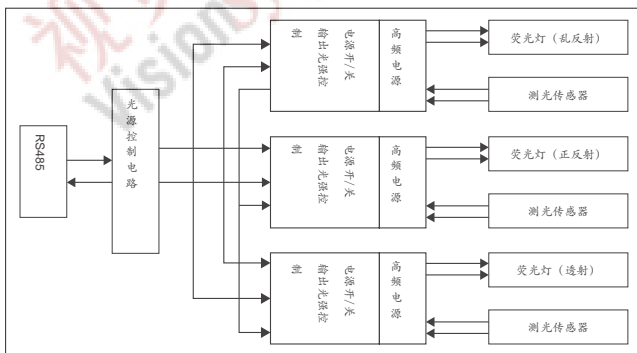 视
Vision
RS485
光源控制电路
电源开/关
输出光强控
制
高频电源
荧光灯（乱反射）
测光传感器
电源开/关
输出光强控
制
高频电源
荧光灯（正反射）
测光传感器
电源开/关
输出光强控
制
高频电源
荧光灯（透射）
测光传感器